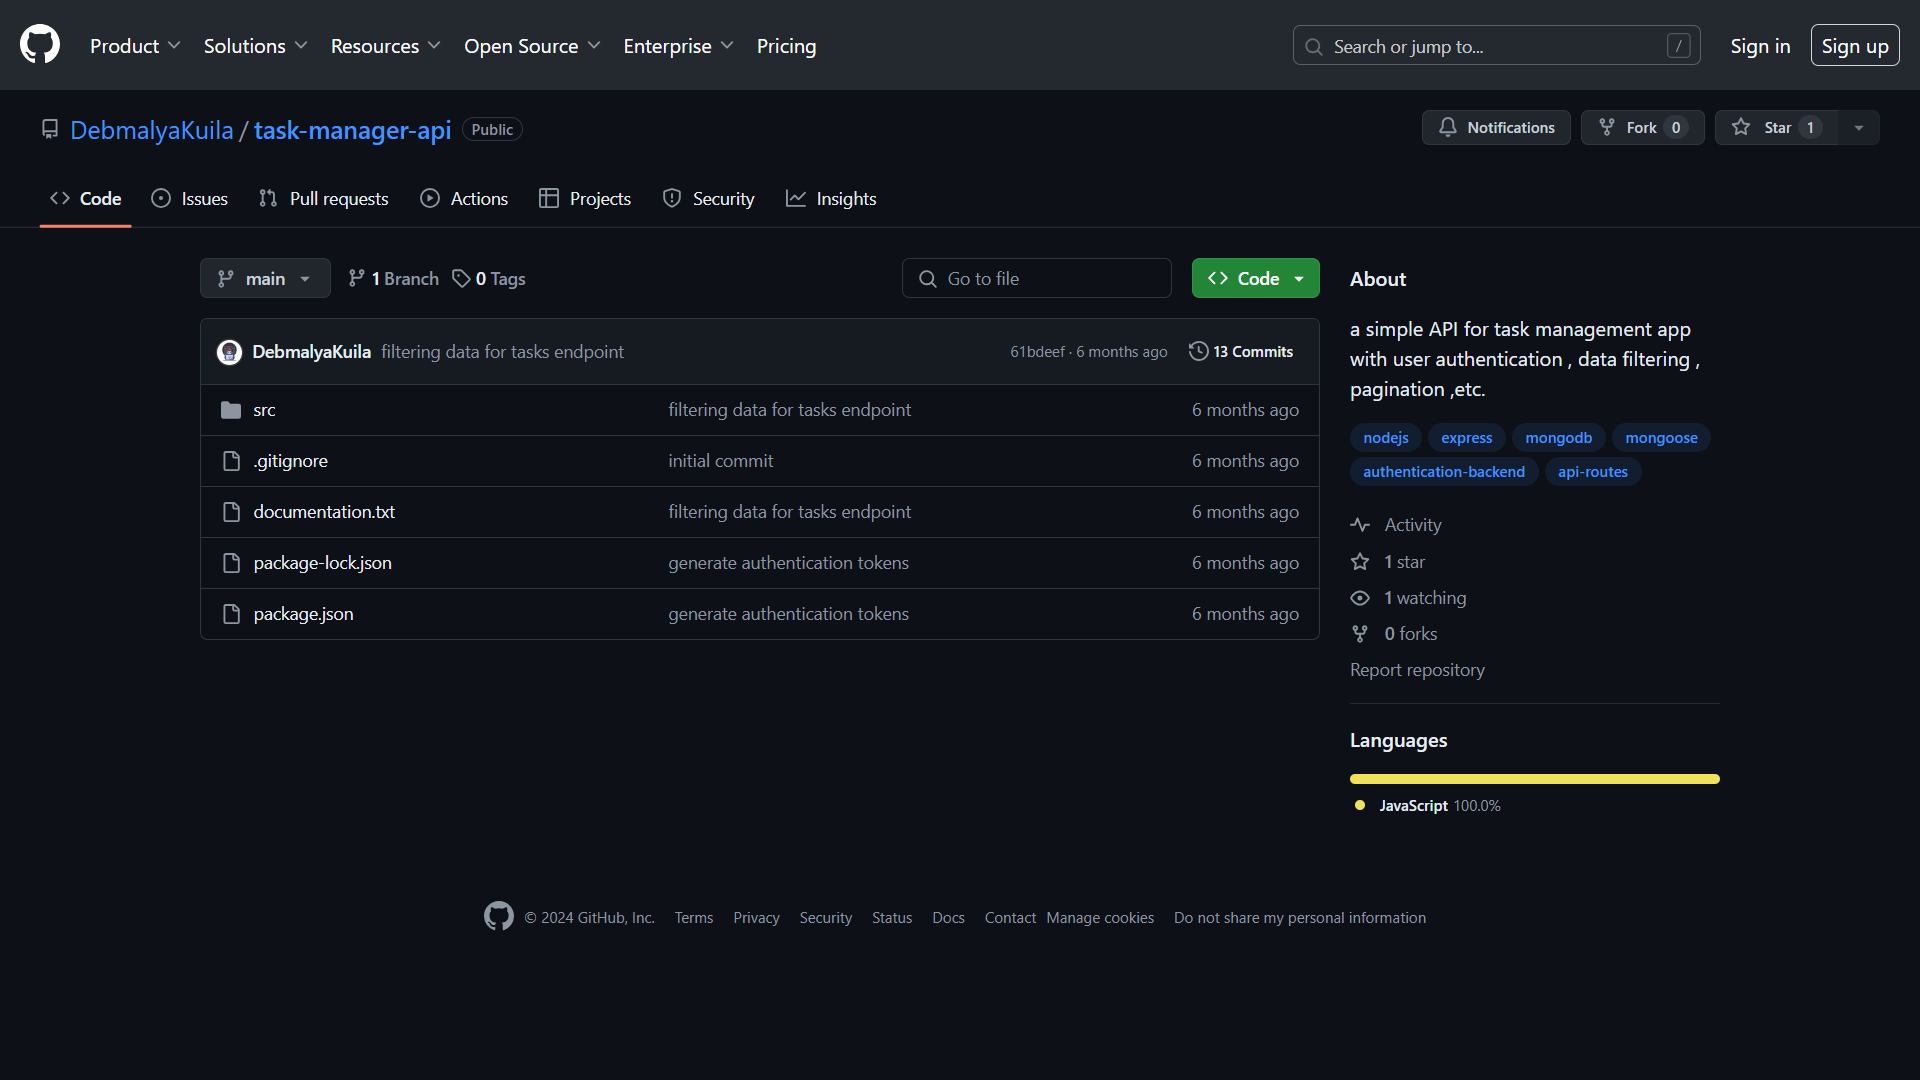 Product Solutions Resources Open Source Enterprise Pricing Search or jump to... / Sign in Sign up
DebmalyaKuila / task-manager-api Public Notifications Fork 0 Star 1
Code Issues Pull requests Actions Projects Security Insights
main 1 Branch 0 Tags Go to file Code
DebmalyaKuila filtering data for tasks endpoint 61bdeef · 6 months ago 13 Commits
src filtering data for tasks endpoint 6 months ago
.gitignore initial commit 6 months ago
documentation.txt filtering data for tasks endpoint 6 months ago
package-lock.json generate authentication tokens 6 months ago
package.json generate authentication tokens 6 months ago
About
a simple API for task management app
with user authentication , data filtering ,
pagination ,etc.
nodejs express mongodb mongoose
authentication-backend api-routes
Activity
1 star
1 watching
0 forks
Report repository
Languages
JavaScript 100.0%
© 2024 GitHub, Inc. Terms Privacy Security Status Docs Contact Manage cookies Do not share my personal information